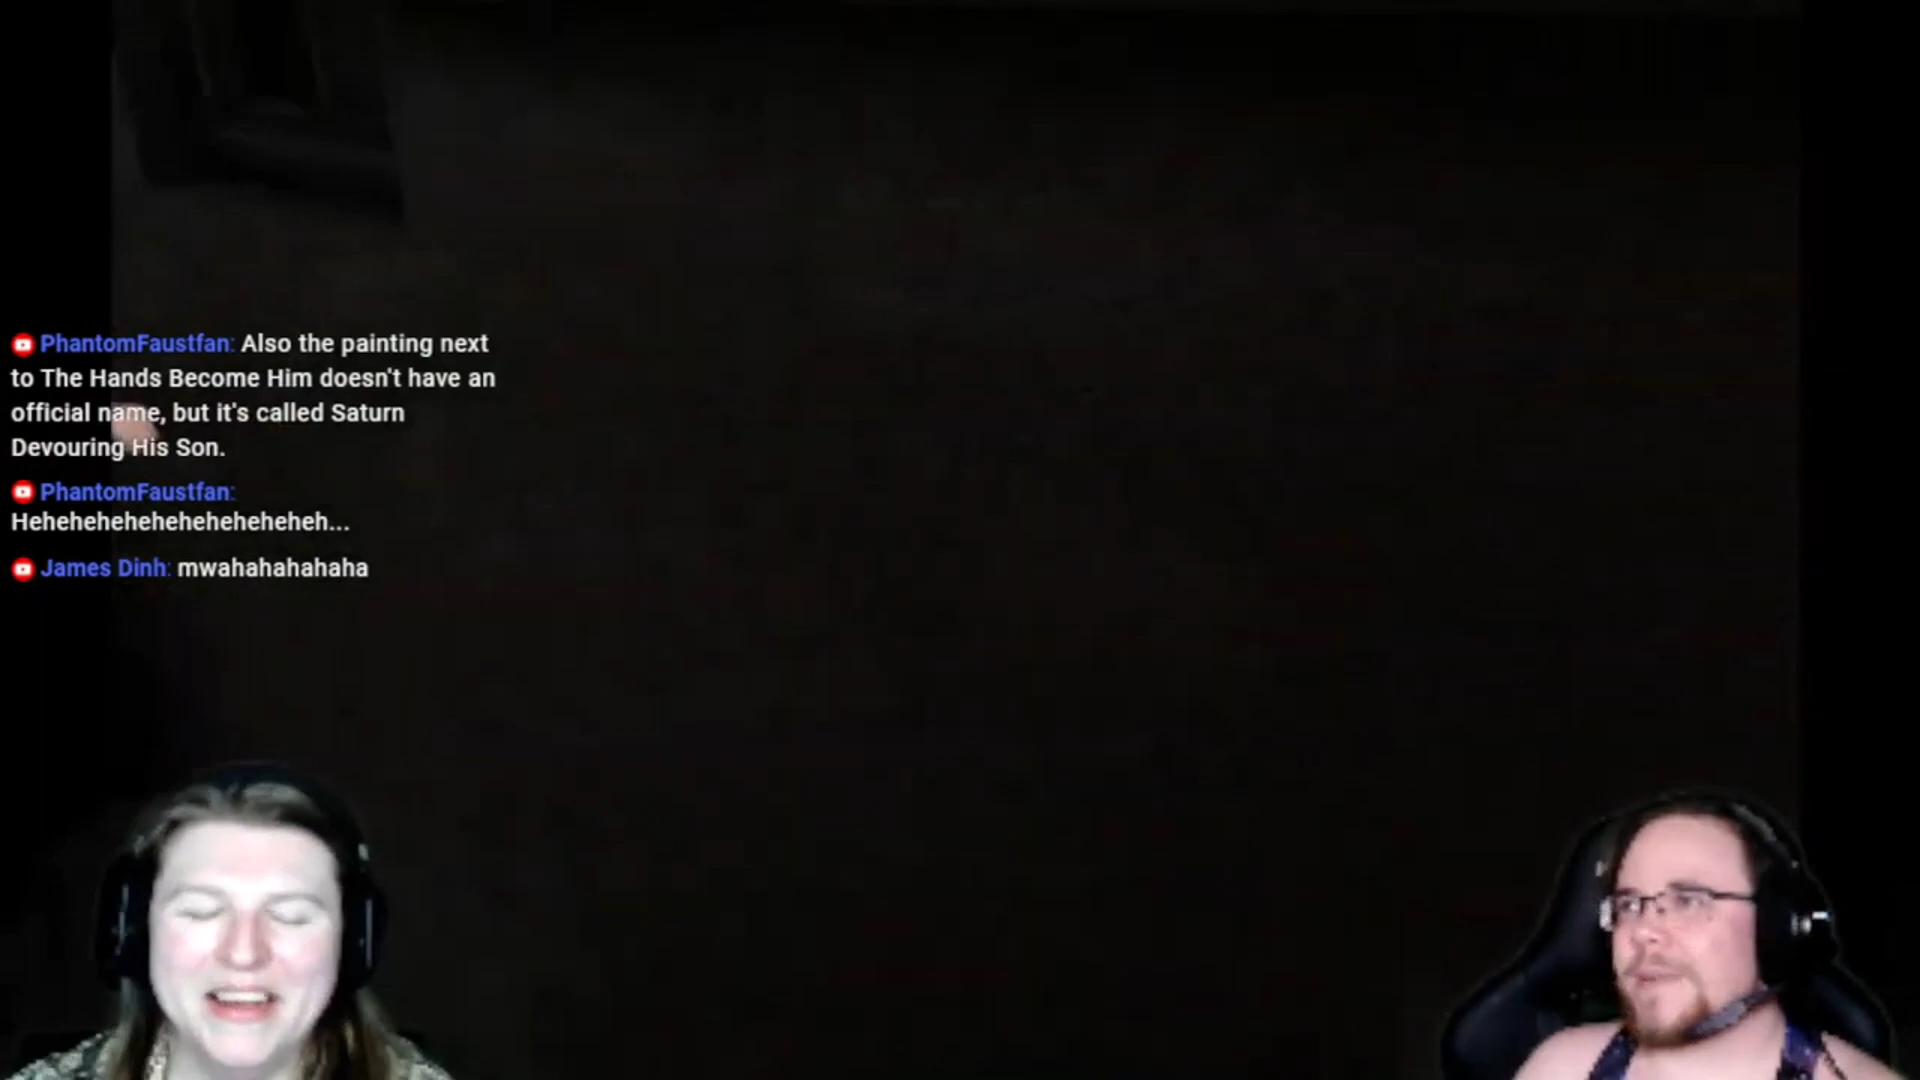 PhantomFaustfan: Also the painting next
to The Hands Become Him doesn't have an
official name, but it's called Saturn
Devouring His Son.
PhantomFaustfan:
Heheheheheheheheheheheh...
James Dinh: mwahahahahaha